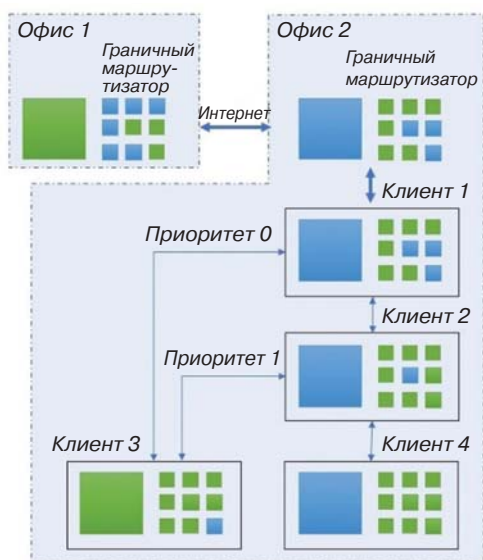 Офис 1
Граничный
маршру-
тизатор
Интернет
Офис 2
Граничный
маршрутизатор
Клиент 1
Приоритет 0
Клиент 2
Приоритет 1
Клиент 3
Клиент 4